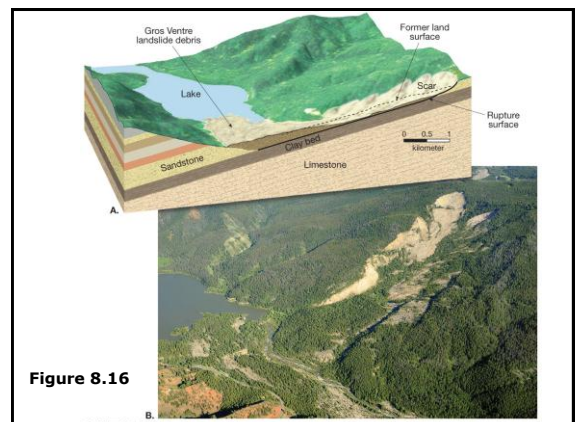 Gros Ventre
landslide debris
Former land
surface
Lake
Scar
Rupture
surface
0 0.5 1
kilometer
Clay bed
Sandstone
Limestone
A.
Figure 8.16
B.